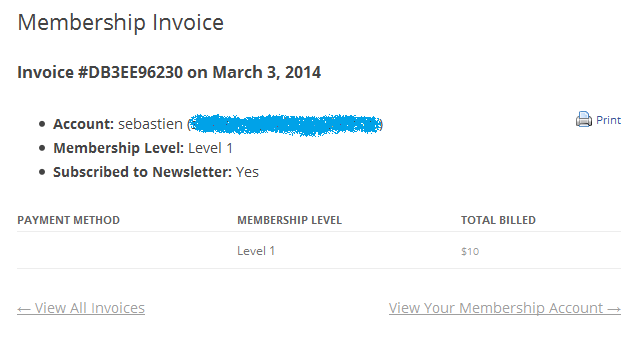 Membership Invoice
Invoice #DB3EE96230 on March 3, 2014
Account: sebastien (
Print
Membership Level: Level 1
Subscribed to Newsletter: Yes
PAYMENT METHOD MEMBERSHIP LEVEL TOTAL BILLED
Level 1 $10
← View All Invoices View Your Membership Account →